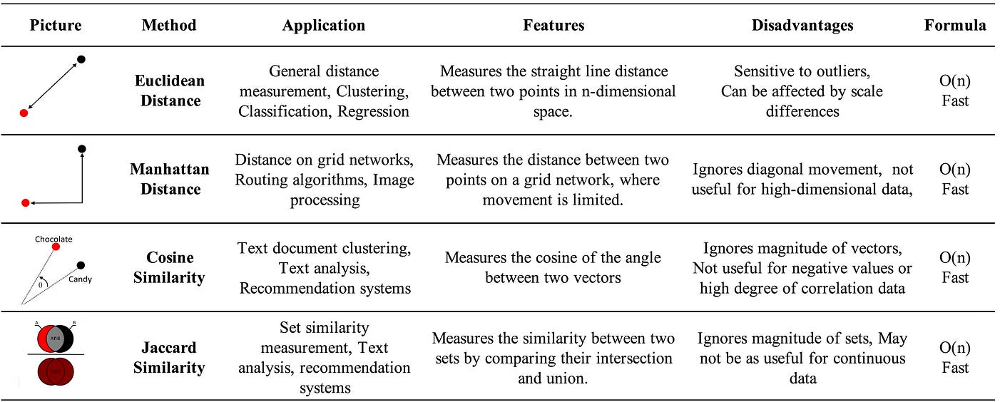 Picture Method Application Features Disadvantages Formula
Euclidean
Distance
General distance
measurement, Clustering,
Classification, Regression
Measures the straight line distance
between two points in n-dimensional
space.
Sensitive to outliers,
Can be affected by scale
differences
O(n)
Fast
Manhattan
Distance
Distance on grid networks,
Routing algorithms, Image
processing
Measures the distance between two
points on a grid network, where
movement is limited.
Ignores diagonal movement,  not
useful for high-dimensional data,
O(n)
Fast
Chocolate
Candy
θ
Cosine
Similarity
Text document clustering,
Text analysis,
Recommendation systems
Measures the cosine of the angle
between two vectors
Ignores magnitude of vectors,
Not useful for negative values or
high degree of correlation data
O(n)
Fast
A
B
A∩B
Jaccard
Similarity
Set similarity
measurement, Text
analysis, recommendation
systems
Measures the similarity between two
sets by comparing their intersection
and union.
Ignores magnitude of sets, May
not be as useful for continuous
data
O(n)
Fast